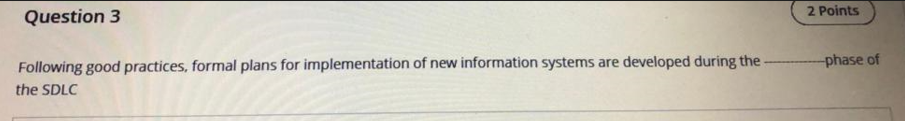 Question 3
2 Points
Following good practices, formal plans for implementation of new information systems are developed during the ------------phase of
the SDLC